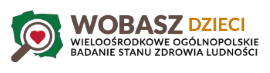 WOBASZ DZIECI
WIELOOŚRODKOWE OGÓLNOPOLSKIE
BADANIE STANU ZDROWIA LUDNOŚCI